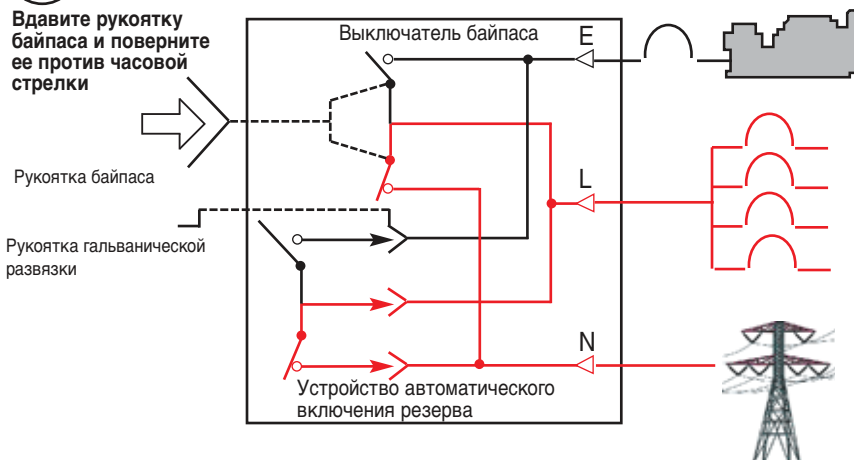 Вдавите рукоятку
байпаса и поверните
ее против часовой
стрелки
Выключатель байпаса
E
Рукоятка байпаса
L
Рукоятка гальванической
развязки
N
Устройство автоматического
включения резерва